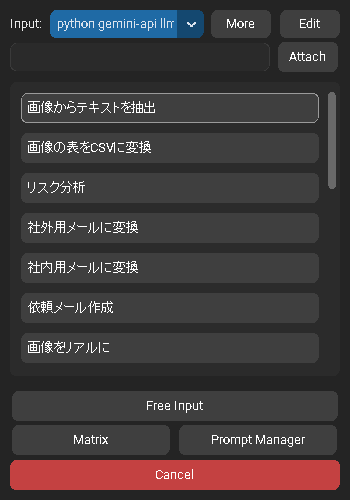 Input: python gemini-api llm More Edit
Attach
画像からテキストを抽出
画像の表をCSVに変換
リスク分析
社外用メールに変換
社内用メールに変換
依頼メール作成
画像をリアルに
Free Input
Matrix Prompt Manager
Cancel